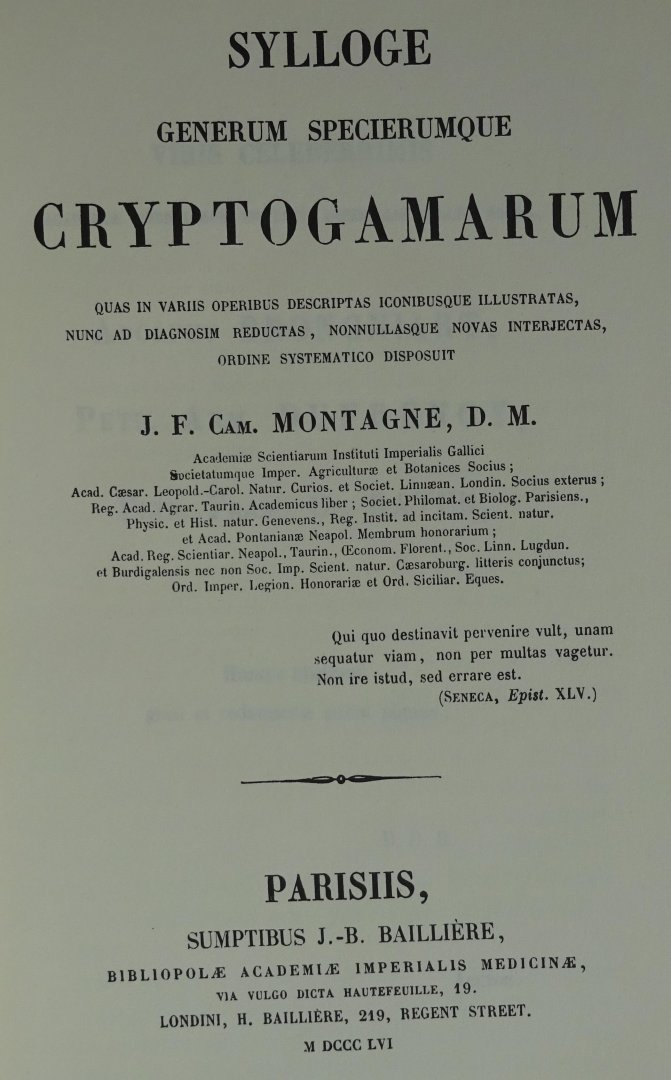 SYLLOGE
GENERUM SPECIERUMQUE
CRYPTOGAMARUM
QUAS IN VARIIS OPERIBUS DESCRIPTAS ICONIBUSQUE ILLUSTRATAS,
NUNC AD DIAGNOSIM REDUCTAS, NONNULLASQUE NOVAS INTERJECTAS,
ORDINE SYSTEMATICO DISPOSUIT
J. F. CAM. MONTAGNE, D. M.
Academiæ Scientiarum Instituti Imperialis Gallici
Societatumque Imper. Agriculturæ et Botanices Socius;
Acad. Cæsar. Leopold.-Carol. Natur. Curios. et Societ. Linnæan. Londin. Socius exterus;
Reg. Acad. Agrar. Taurin. Academicus liber; Societ. Philomat. et Biolog. Parisiens.,
Physic. et Hist. natur. Genevens., Reg. Instit. ad incitam. Scient. natur.
et Acad. Pontanianæ Neapol. Membrum honorarium;
Acad. Reg. Scientiar. Neapol., Taurin., Œconom. Florent., Soc. Linn. Lugdun.
et Burdigalensis nec non Soc. Imp. Scient. natur. Cæsaroburg. litteris conjunctus;
Ord. Imper. Legion. Honorariæ et Ord. Siciliar. Eques.
Qui quo destinavit pervenire vult, unam
sequatur viam, non per multas vagetur.
Non ire istud, sed errare est.
(SENECA, Epist. XLV.)
PARISIIS,
SUMPTIBUS J.-B. BAILLIÈRE,
BIBLIOPOLÆ ACADEMIÆ IMPERIALIS MEDICINÆ,
VIA VULGO DICTA HAUTEFEUILLE, 19.
LONDINI, H. BAILLIÈRE, 219, REGENT STREET.
M DCCC LVI